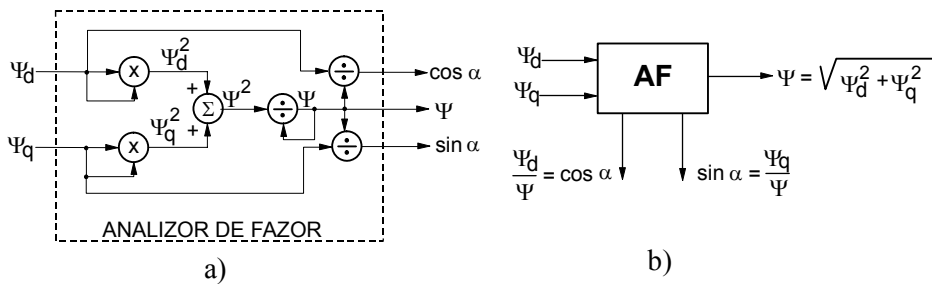 Ψd
x
Ψd²
+
Σ
Ψ²
÷
Ψ
÷
cos α
Ψ
Ψq
x
Ψq²
+
÷
sin α
ANALIZOR DE FAZOR
a)
Ψd
Ψq
AF
Ψ = √Ψd² + Ψq²
Ψd/Ψ = cos α
sin α = Ψq/Ψ
b)